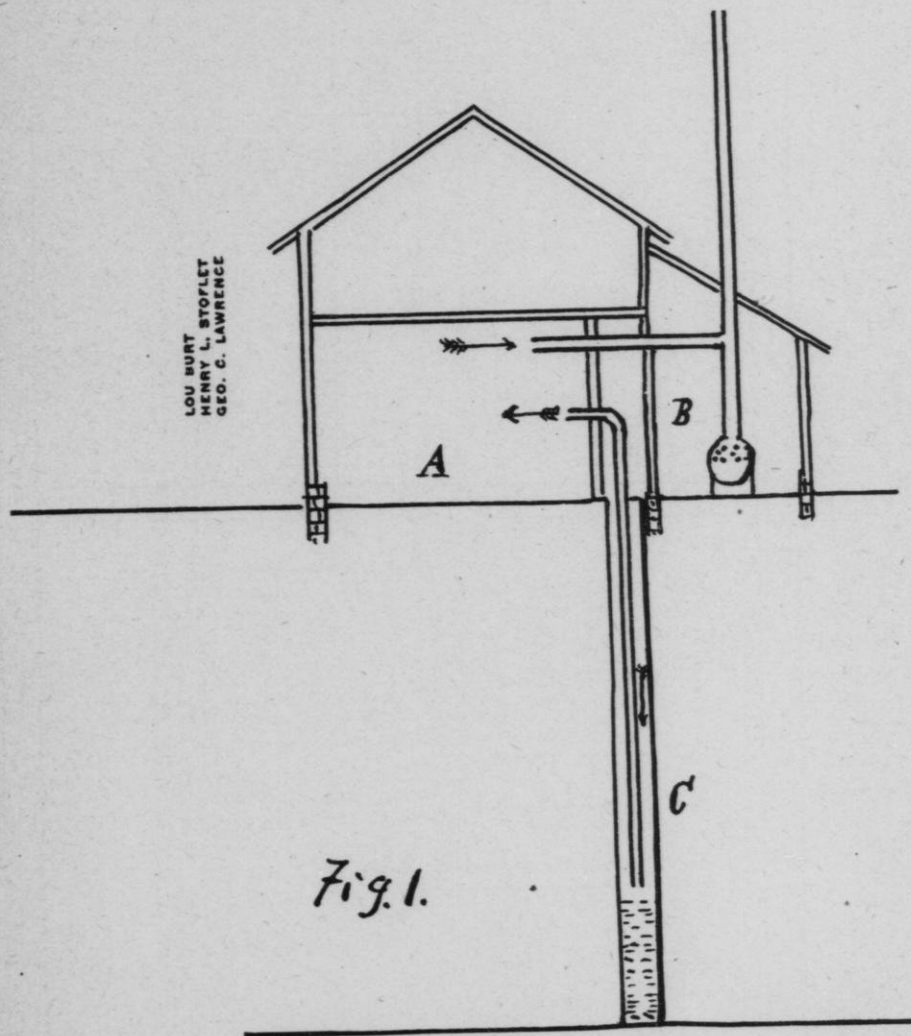 LOU BURT
HENRY L. STOFLET
GEO. C. LAWRENCE
A
B
C
Fig. 1.